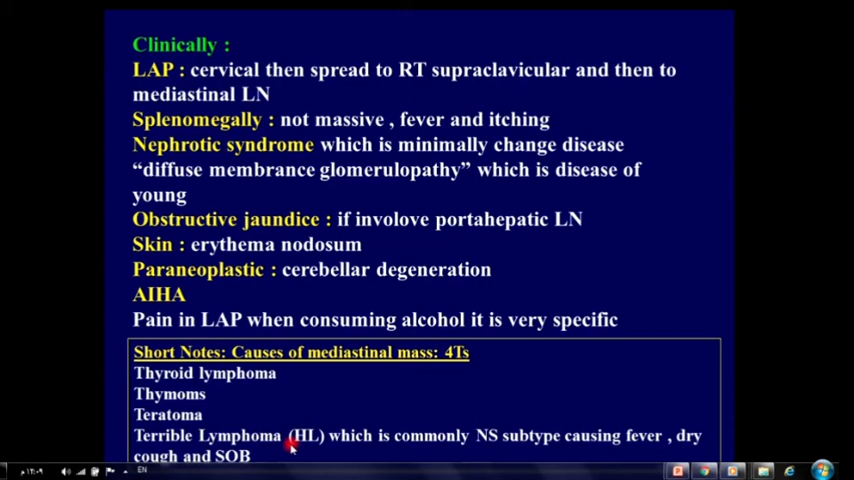 Clinically :
LAP : cervical then spread to RT supraclavicular and then to
mediastinal LN
Splenomegally : not massive , fever and itching
Nephrotic syndrome which is minimally change disease
“diffuse membrance glomerulopathy” which is disease of
young
Obstructive jaundice : if involove portahepatic LN
Skin : erythema nodosum
Paraneoplastic : cerebellar degeneration
AIHA
Pain in LAP when consuming alcohol it is very specific
Short Notes: Causes of mediastinal mass: 4Ts
Thyroid lymphoma
Thymoms
Teratoma
Terrible Lymphoma (HL) which is commonly NS subtype causing fever , dry
cough and SOB
م١٢:٠٩
EN